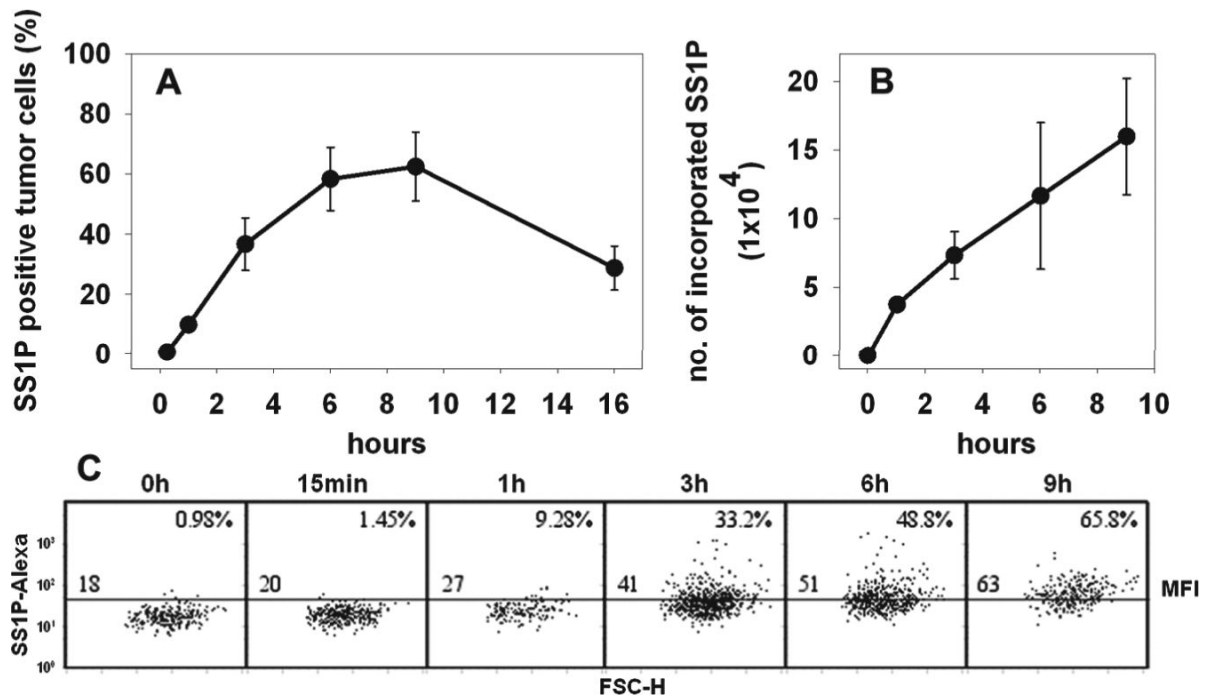 A
SS1P positive tumor cells (%)
100
80
60
40
20
0
0 2 4 6 8 10 12 14 16
hours
B
no. of incorporated SS1P
(1x10⁴)
20
15
10
5
0
0 2 4 6 8 10
hours
C
0h 15min 1h 3h 6h 9h
0.98% 1.45% 9.28% 33.2% 48.8% 65.8%
18 20 27 41 51 63 MFI
SS1P-Alexa
10³
10²
10¹
10⁰
FSC-H